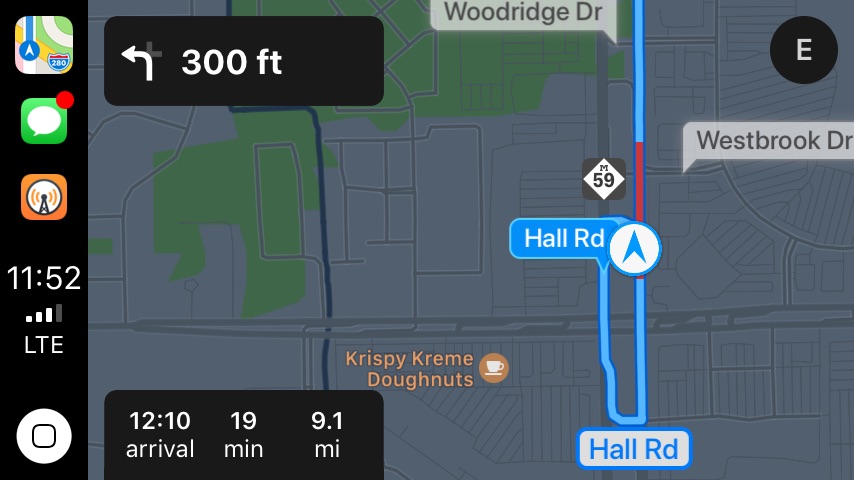 280
11:52
LTE
300 ft
Woodridge Dr
E
Westbrook Dr
M
59
Hall Rd
Krispy Kreme
Doughnuts
12:10 19 9.1
arrival min mi
Hall Rd